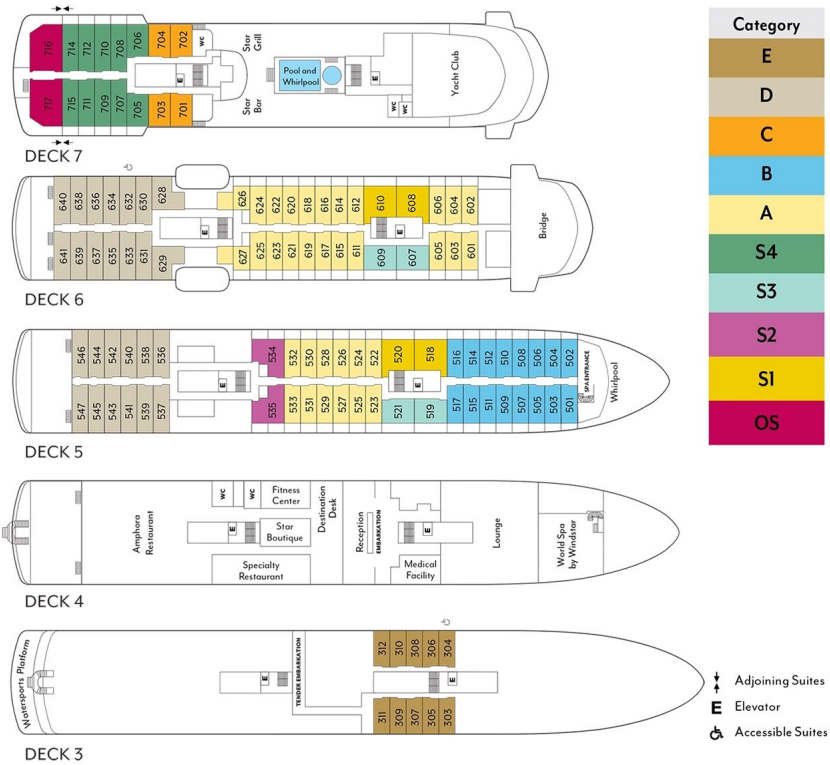 716 714 712 710 708 706 704 702
WC
Star
Grill
Pool and
Whirlpool
E
E
Yacht Club
Star
Bar
WC
WC
717 715 711 709 707 705 703 701
DECK 7
640 638 636 634 632 630 628 626 624 622 620 618 616 614 612 610 608 606 604 602
E
E
Bridge
641 639 637 635 633 631 629 627 625 623 621 619 617 615 611 609 607 605 603 601
DECK 6
546 544 542 540 538 536 534 532 530 528 526 524 522 520 518 516 514 512 510 508 506 504 502
E
E
SPA ENTRANCE
Whirlpool
547 545 543 541 539 537 535 533 531 529 527 525 523 521 519 517 515 511 509 507 505 503 501
DECK 5
Amphora
Restaurant
WC
WC
Fitness
Center
E
Star
Boutique
Specialty
Restaurant
Destination
Desk
Reception
EMBARKATION
E
Medical
Facility
Lounge
World Spa
by Windstar
DECK 4
Watersports Platform
E
TENDER EMBARKATION
312 310 308 306 304
E
311 309 307 305 303
DECK 3
Category
E
D
C
B
A
S4
S3
S2
S1
OS
Adjoining Suites
E Elevator
Accessible Suites